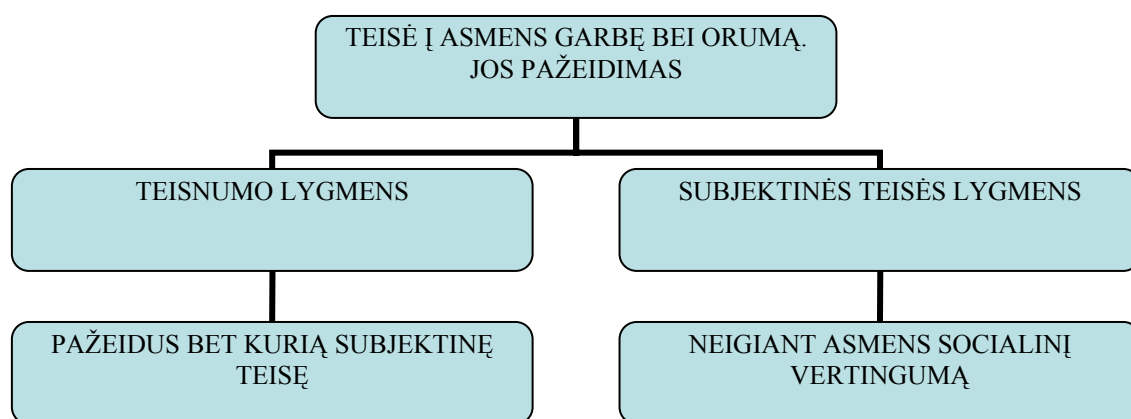 TEISĖ Į ASMENS GARBĘ BEI ORUMĄ.
JOS PAŽEIDIMAS
TEISNUMO LYGMENS
SUBJEKTINĖS TEISĖS LYGMENS
PAŽEIDUS BET KURIĄ SUBJEKTINĘ
TEISĘ
NEIGIANT ASMENS SOCIALINĮ
VERTINGUMĄ